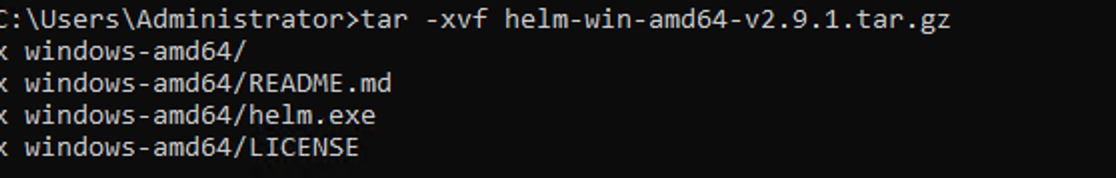 C:\Users\Administrator>tar -xvf helm-win-amd64-v2.9.1.tar.gz
x windows-amd64/
x windows-amd64/README.md
x windows-amd64/helm.exe
x windows-amd64/LICENSE